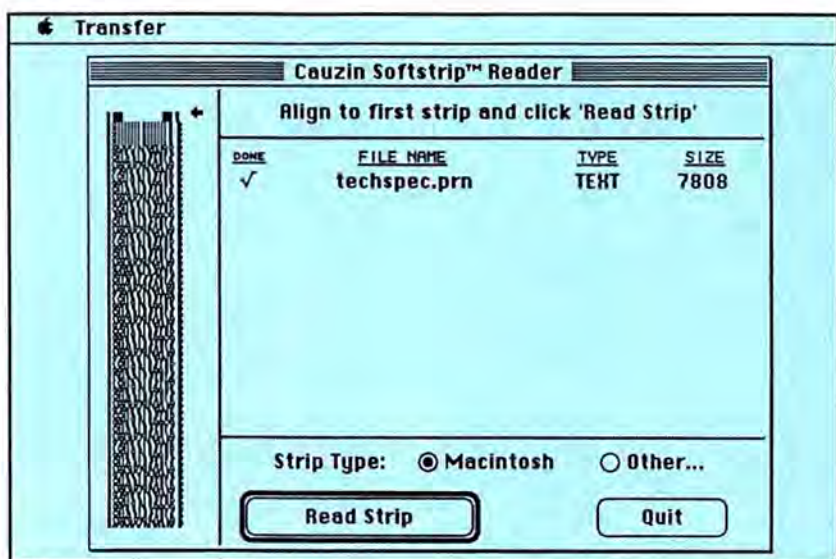 Transfer
Cauzin Softstrip™ Reader
Align to first strip and click 'Read Strip'
DONE FILE NAME TYPE SIZE
√ techspec.prn TEXT 7808
Strip Type: Macintosh Other...
Read Strip Quit